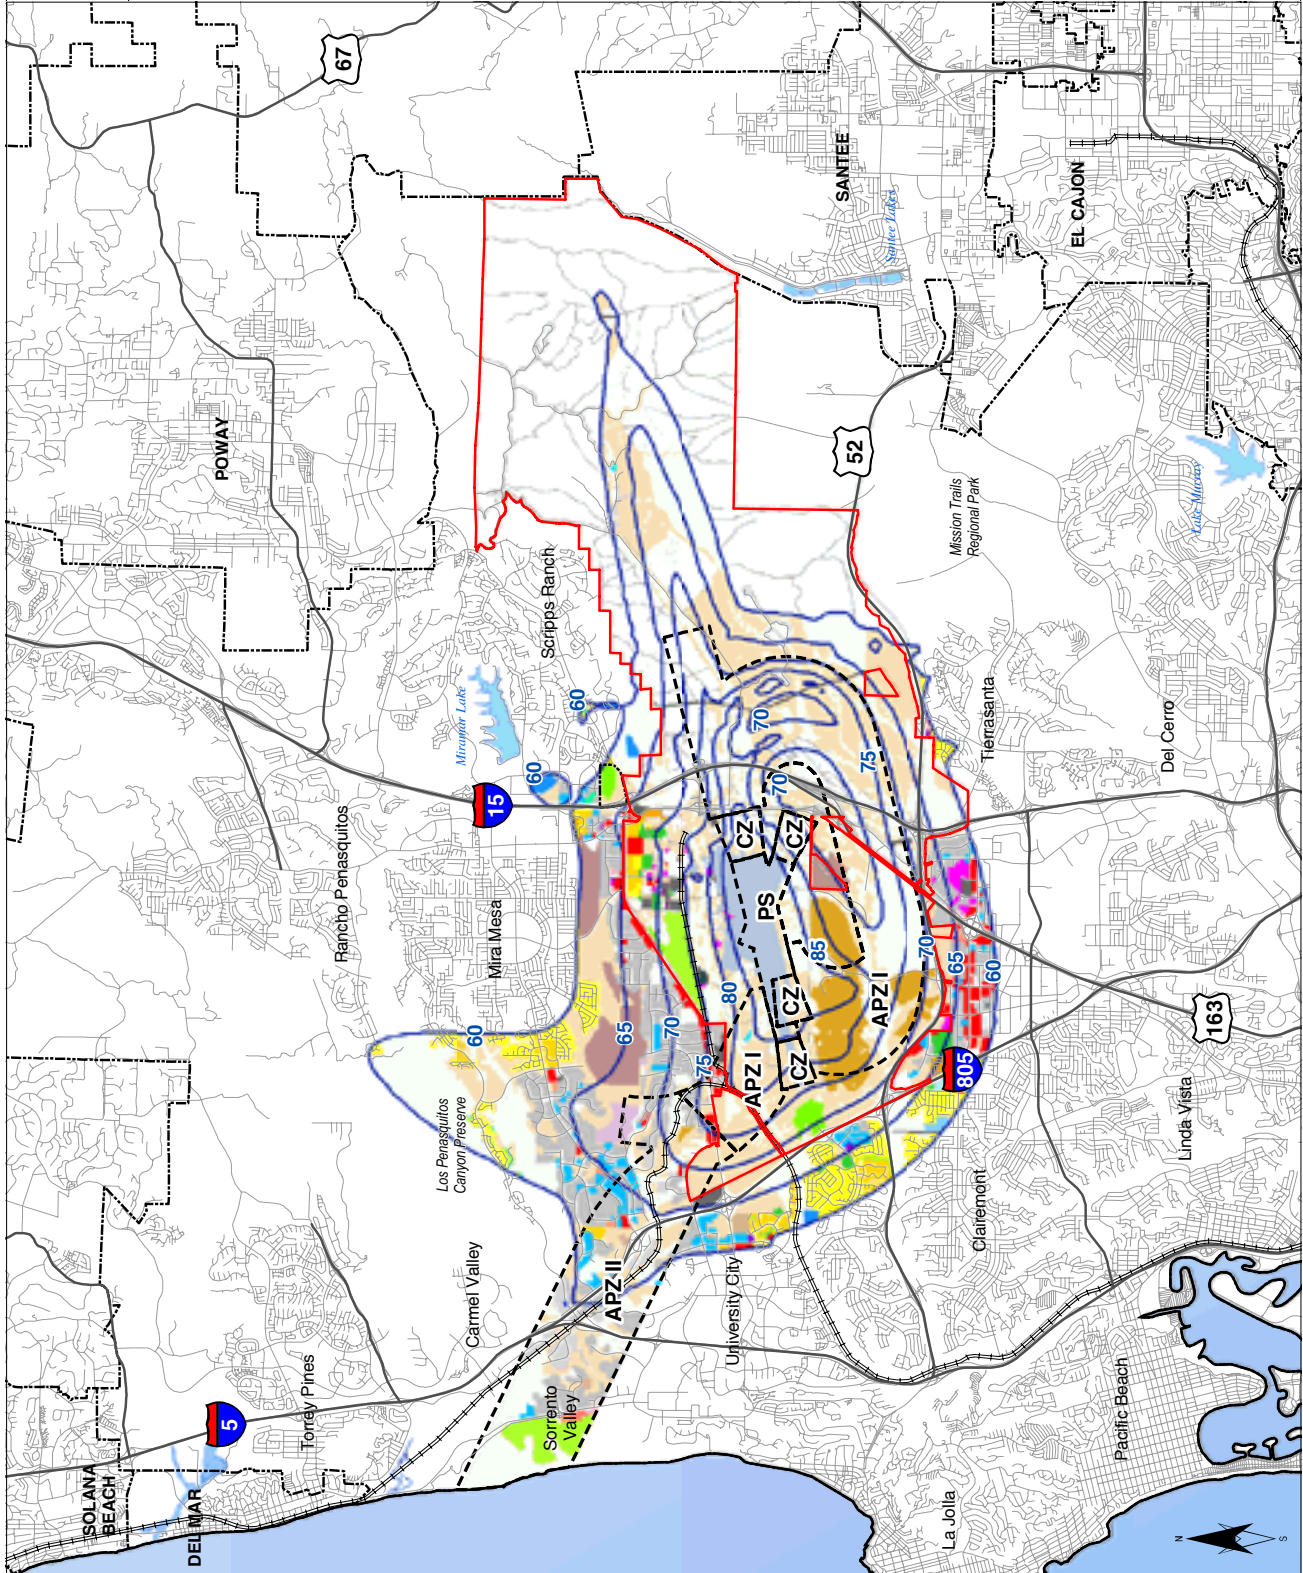 67
POWAY
SANTEE
Santee Lakes
EL CAJON
52
Mission Trails
Regional Park
Lake Murray
Scripps Ranch
Miramar Lake
60
60
15
Rancho Penasquitos
Mira Mesa
Tierrasanta
Del Cerro
70
75
70
CZ
CZ
PS
85
80
CZ
CZ
APZ I
APZ I
70
65
60
163
805
60
65
70
75
Los Penasquitos
Canyon Preserve
Linda Vista
Clairemont
Carmel Valley
APZ II
University City
Sorrento
Valley
Torrey Pines
5
SOLANA
BEACH
DEL MAR
Pacific Beach
La Jolla
N
S